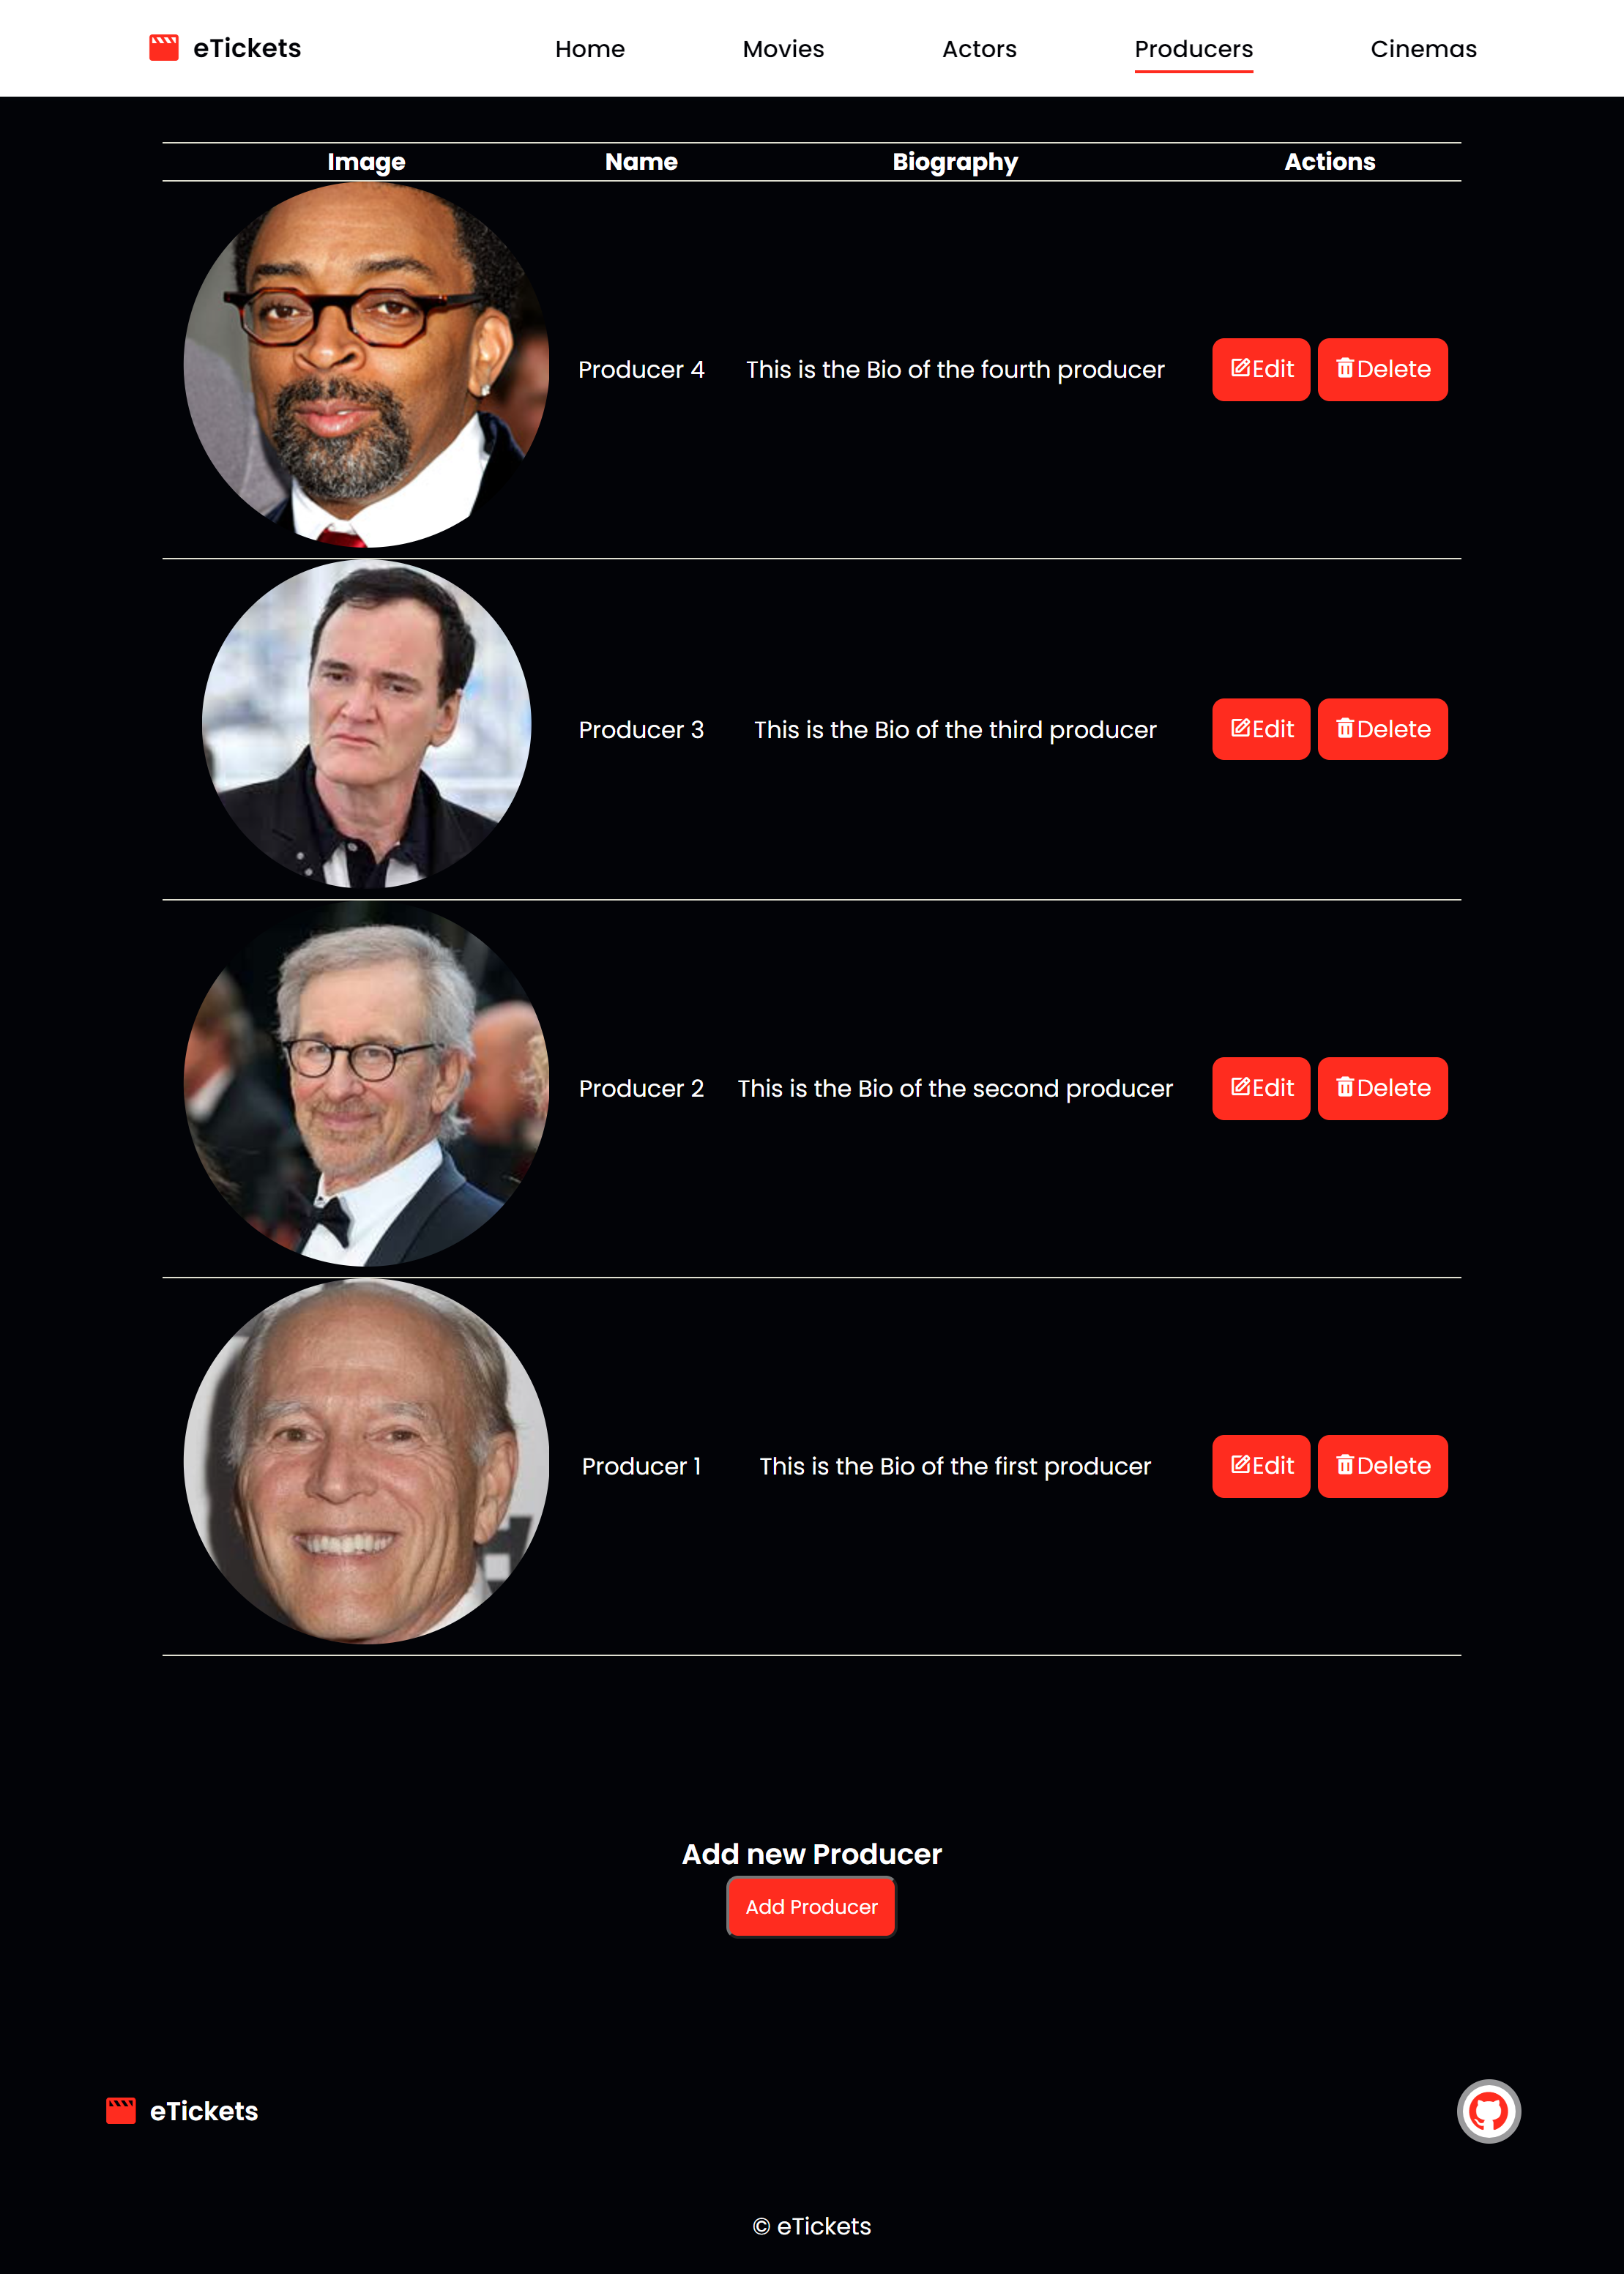 eTickets Home Movies Actors Producers Cinemas
Image Name Biography Actions
Producer 4 This is the Bio of the fourth producer Edit Delete
Producer 3 This is the Bio of the third producer Edit Delete
Producer 2 This is the Bio of the second producer Edit Delete
Producer 1 This is the Bio of the first producer Edit Delete
Add new Producer
Add Producer
eTickets
© eTickets